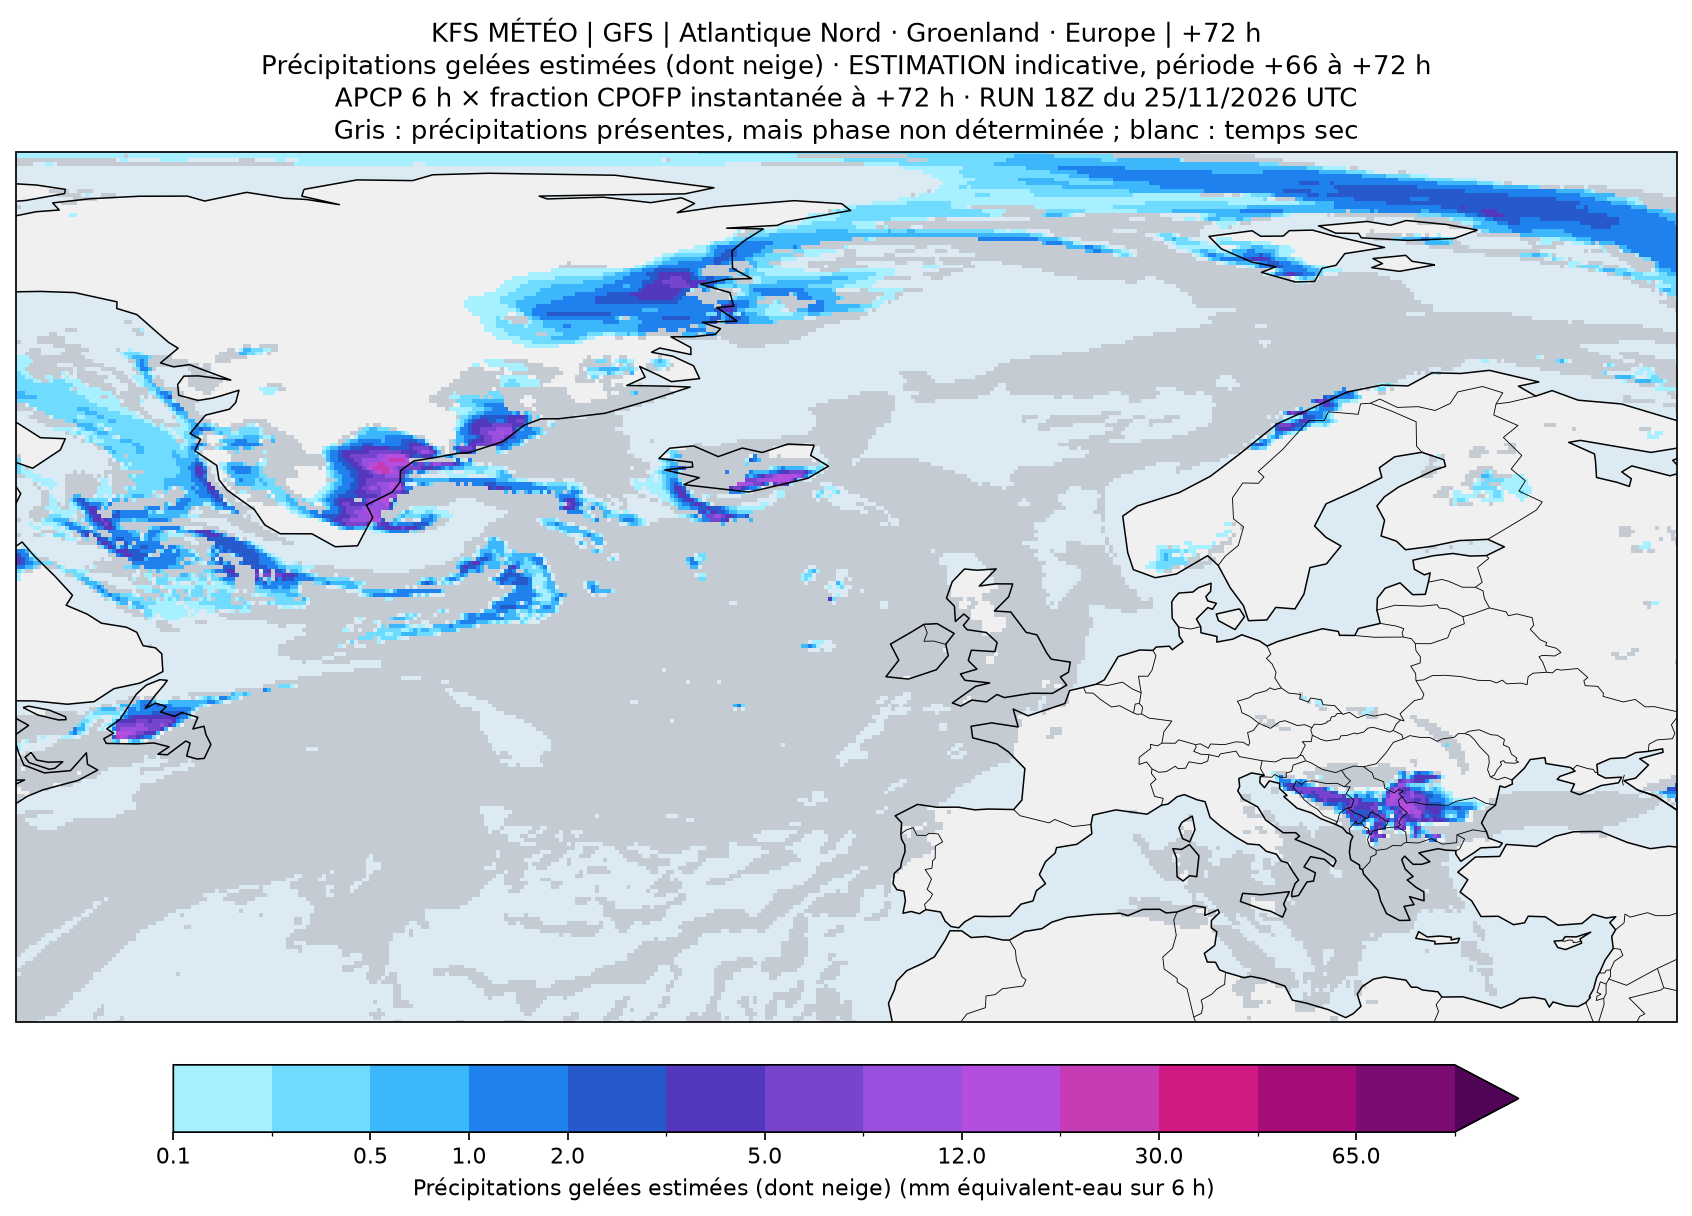 KFS MÉTÉO | GFS | Atlantique Nord · Groenland · Europe | +72 h
Précipitations gelées estimées (dont neige) · ESTIMATION indicative, période +66 à +72 h
APCP 6 h × fraction CPOFP instantanée à +72 h · RUN 18Z du 25/11/2026 UTC
Gris : précipitations présentes, mais phase non déterminée ; blanc : temps sec
0.1 0.5 1.0 2.0 5.0 12.0 30.0 65.0
Précipitations gelées estimées (dont neige) (mm équivalent-eau sur 6 h)